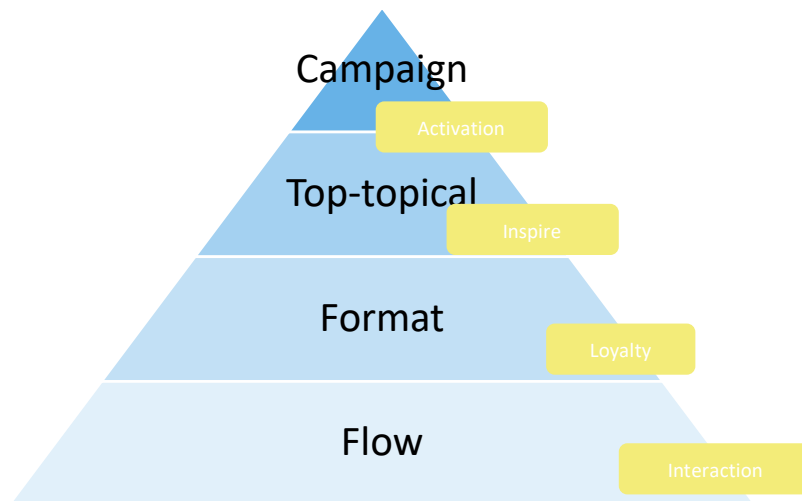 Campaign
Activation
Top-topical
Inspire
Format
Loyalty
Flow
Interaction